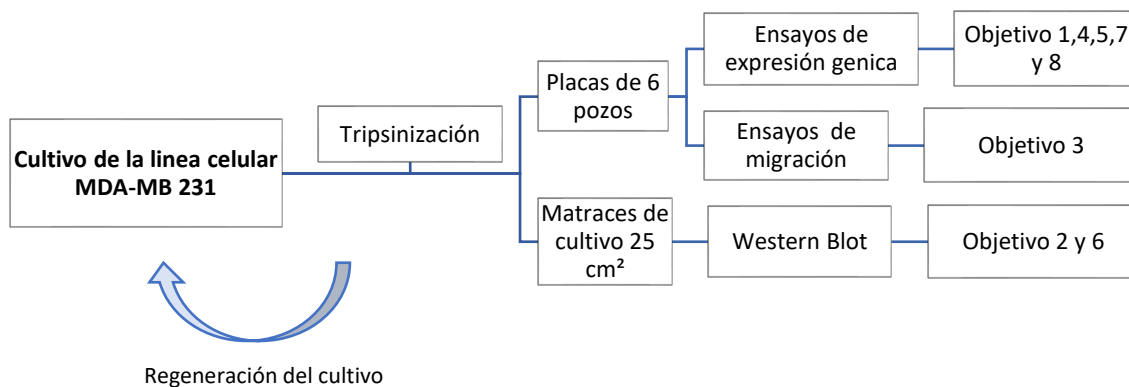 Cultivo de la linea celular
MDA-MB 231
Tripsinización
Placas de 6
pozos
Ensayos de
expresión genica
Objetivo 1,4,5,7
y 8
Ensayos de
migración
Objetivo 3
Matraces de
cultivo 25
cm²
Western Blot
Objetivo 2 y 6
Regeneración del cultivo